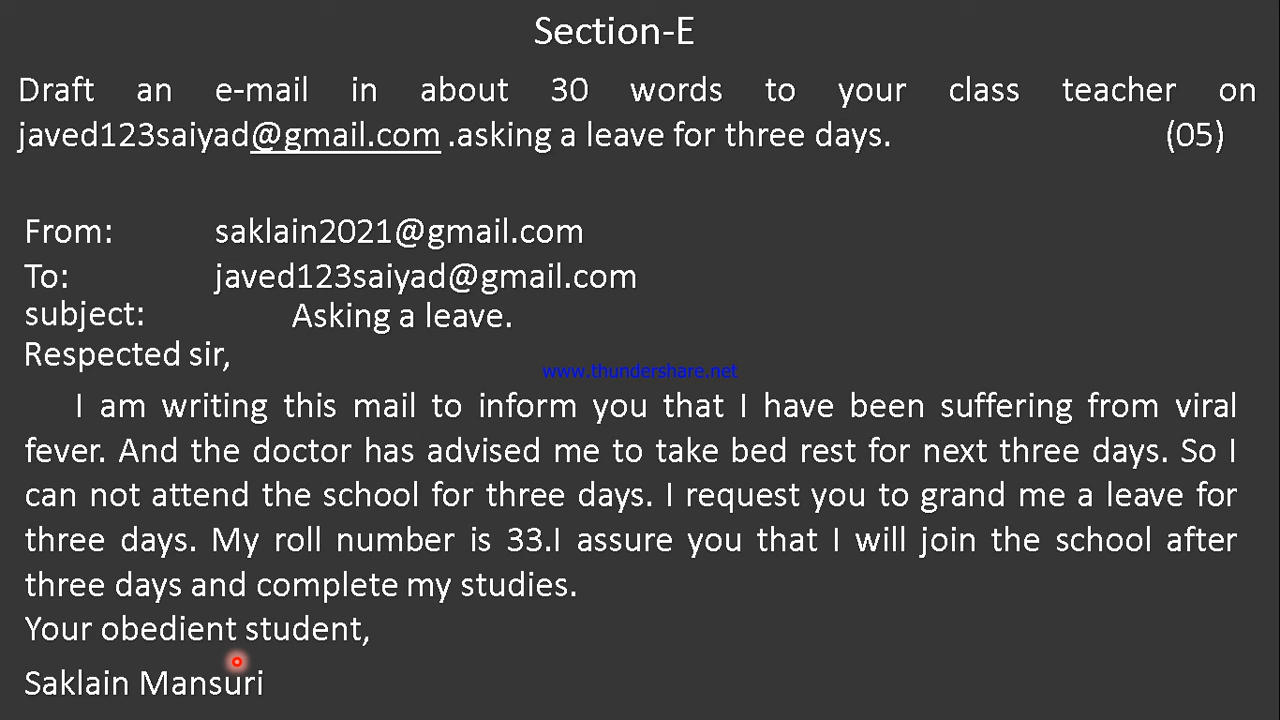 Section-E
Draft an e-mail in about 30 words to your class teacher on
javed123saiyad@gmail.com .asking a leave for three days. (05)
From: saklain2021@gmail.com
To: javed123saiyad@gmail.com
subject: Asking a leave.
Respected sir,
www.thundershare.net
I am writing this mail to inform you that I have been suffering from viral
fever. And the doctor has advised me to take bed rest for next three days. So I
can not attend the school for three days. I request you to grand me a leave for
three days. My roll number is 33.I assure you that I will join the school after
three days and complete my studies.
Your obedient student,
Saklain Mansuri